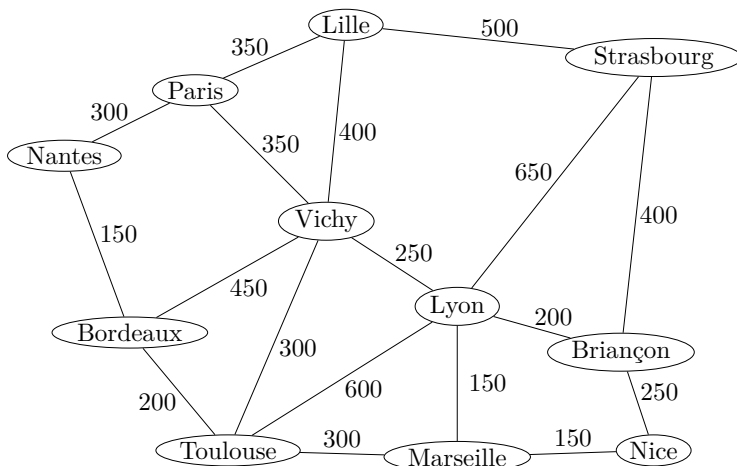 Lille
350
500
Strasbourg
Paris
300
400
350
Nantes
650
400
Vichy
150
250
450
Lyon
200
Bordeaux
Briançon
300
600
150
250
200
300
150
Toulouse
Marseille
Nice